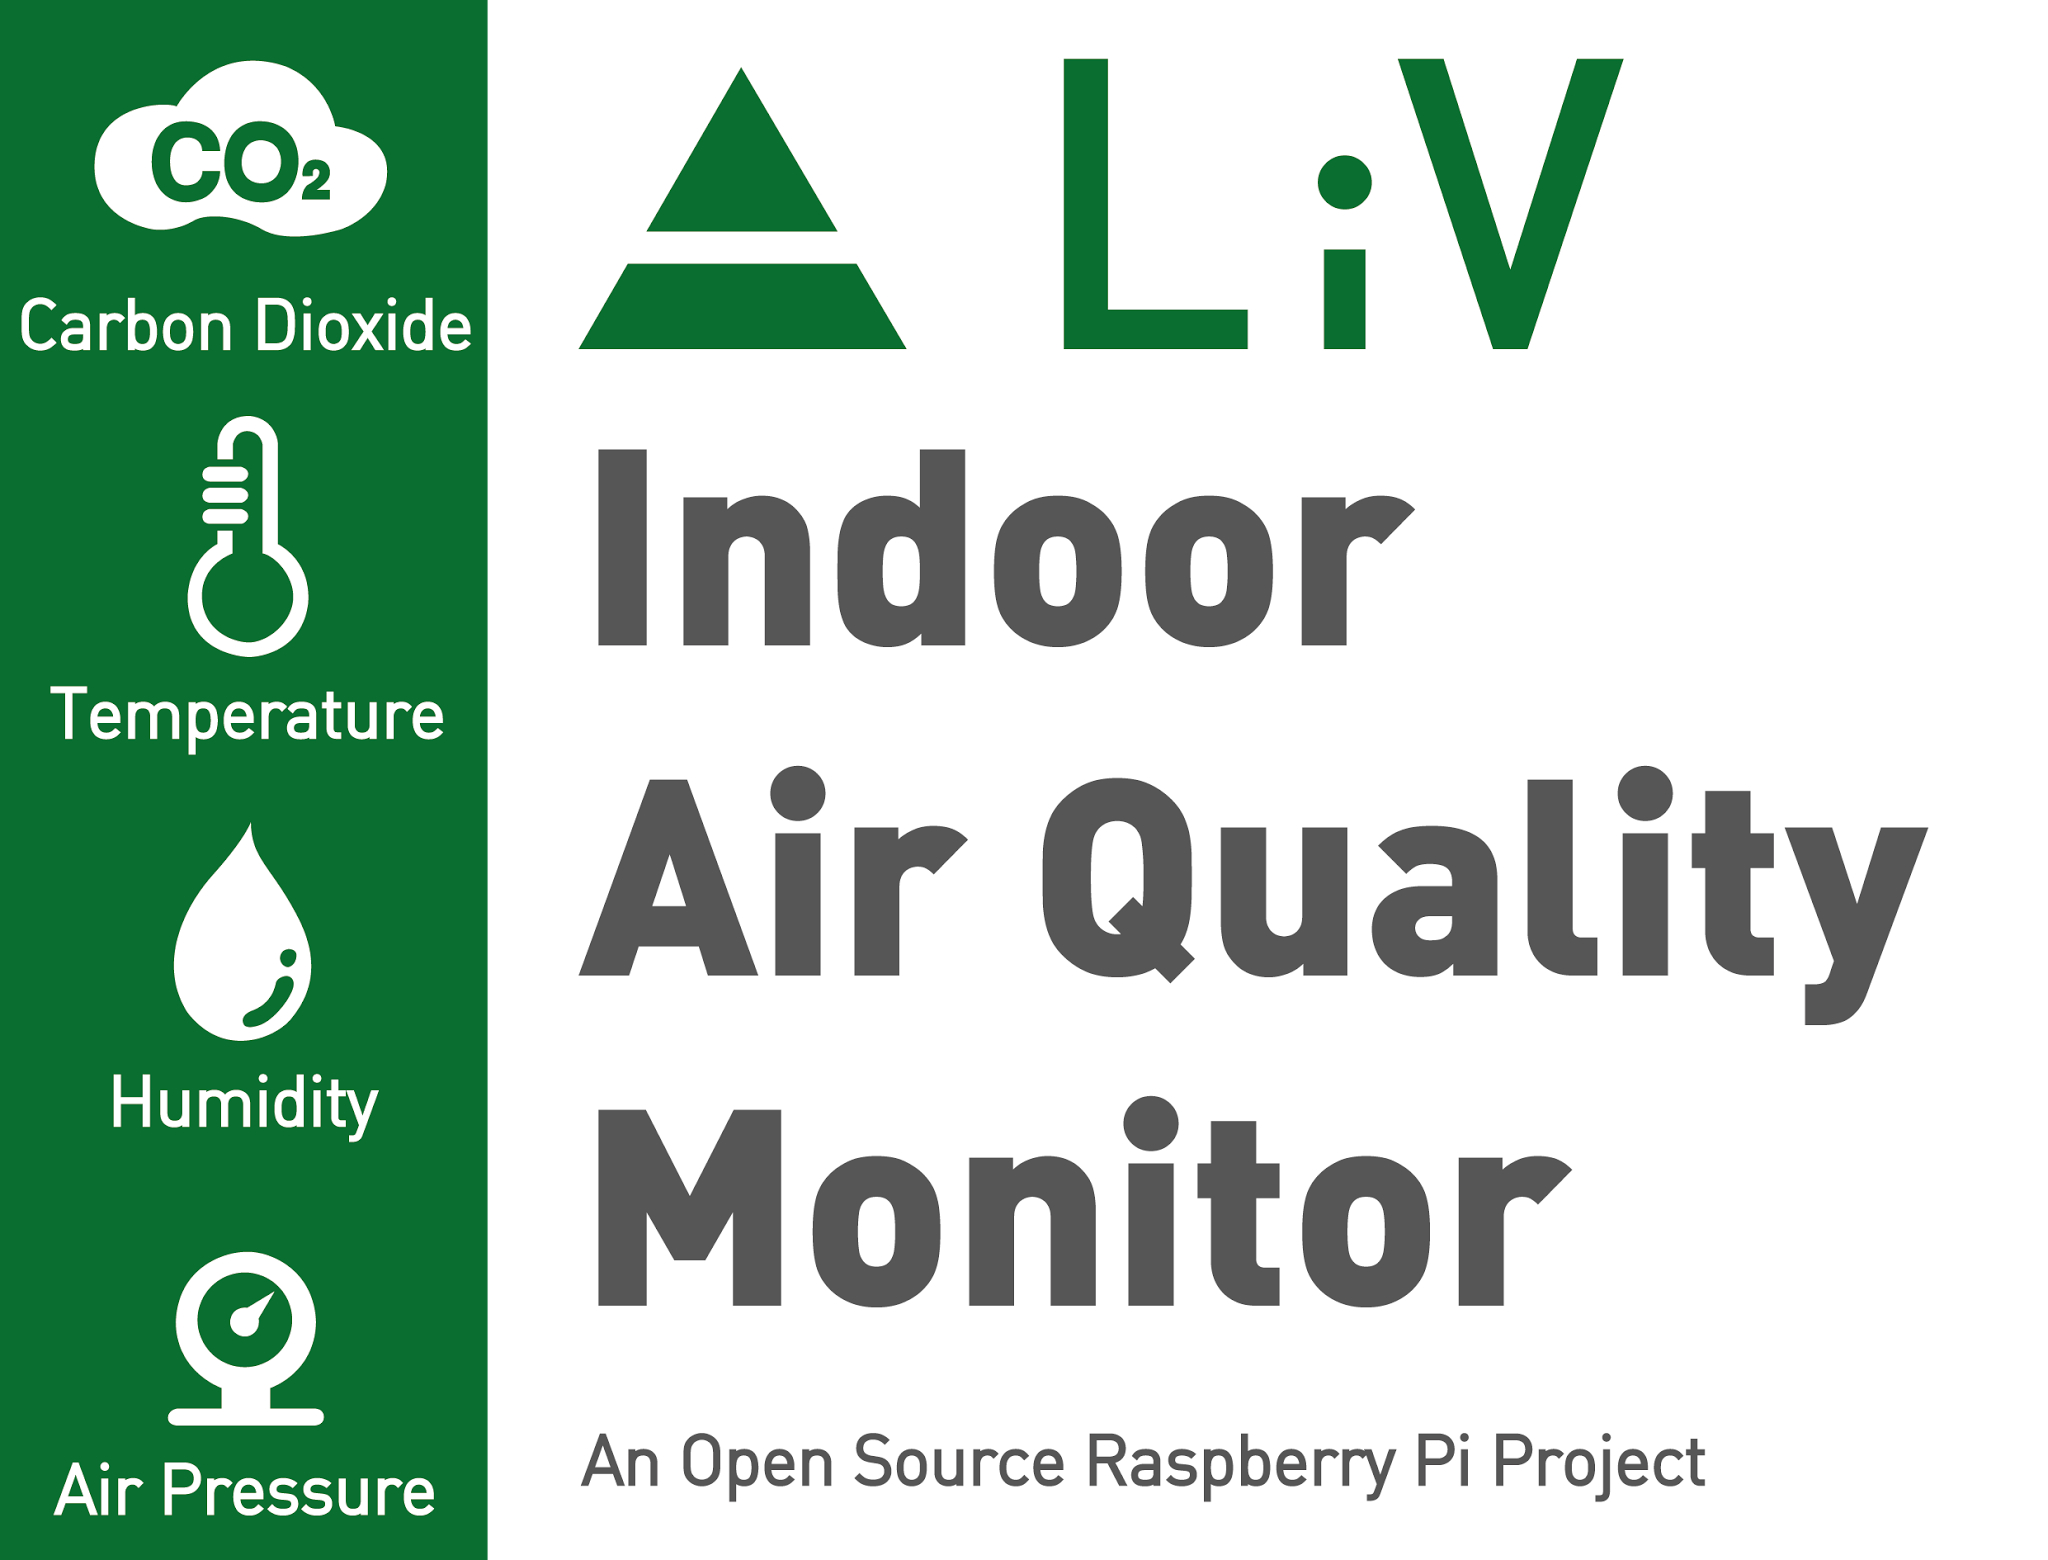 CO₂
Carbon Dioxide
Temperature
Humidity
Air Pressure
LiV
Indoor
Air Quality
Monitor
An Open Source Raspberry Pi Project